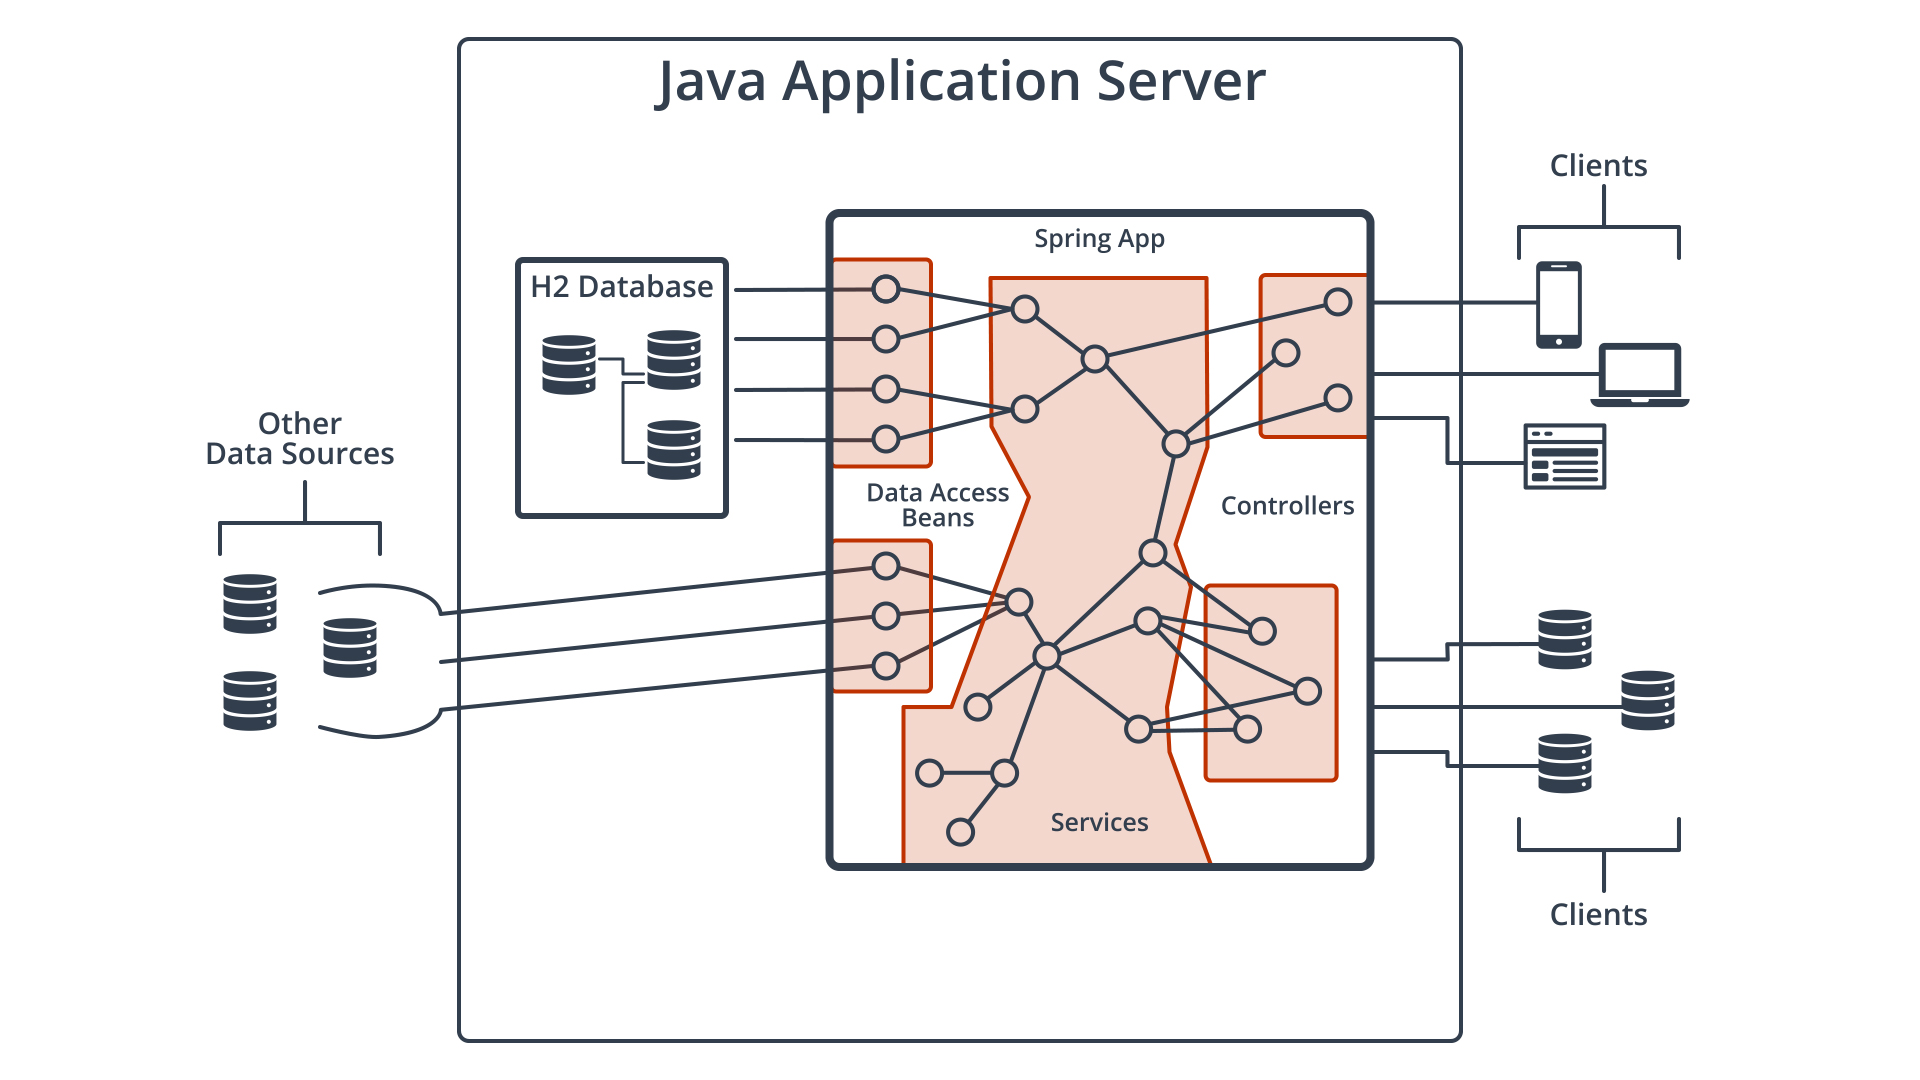 Java Application Server
Clients
Spring App
H2 Database
Other
Data Sources
Data Access
Beans
Controllers
Services
Clients